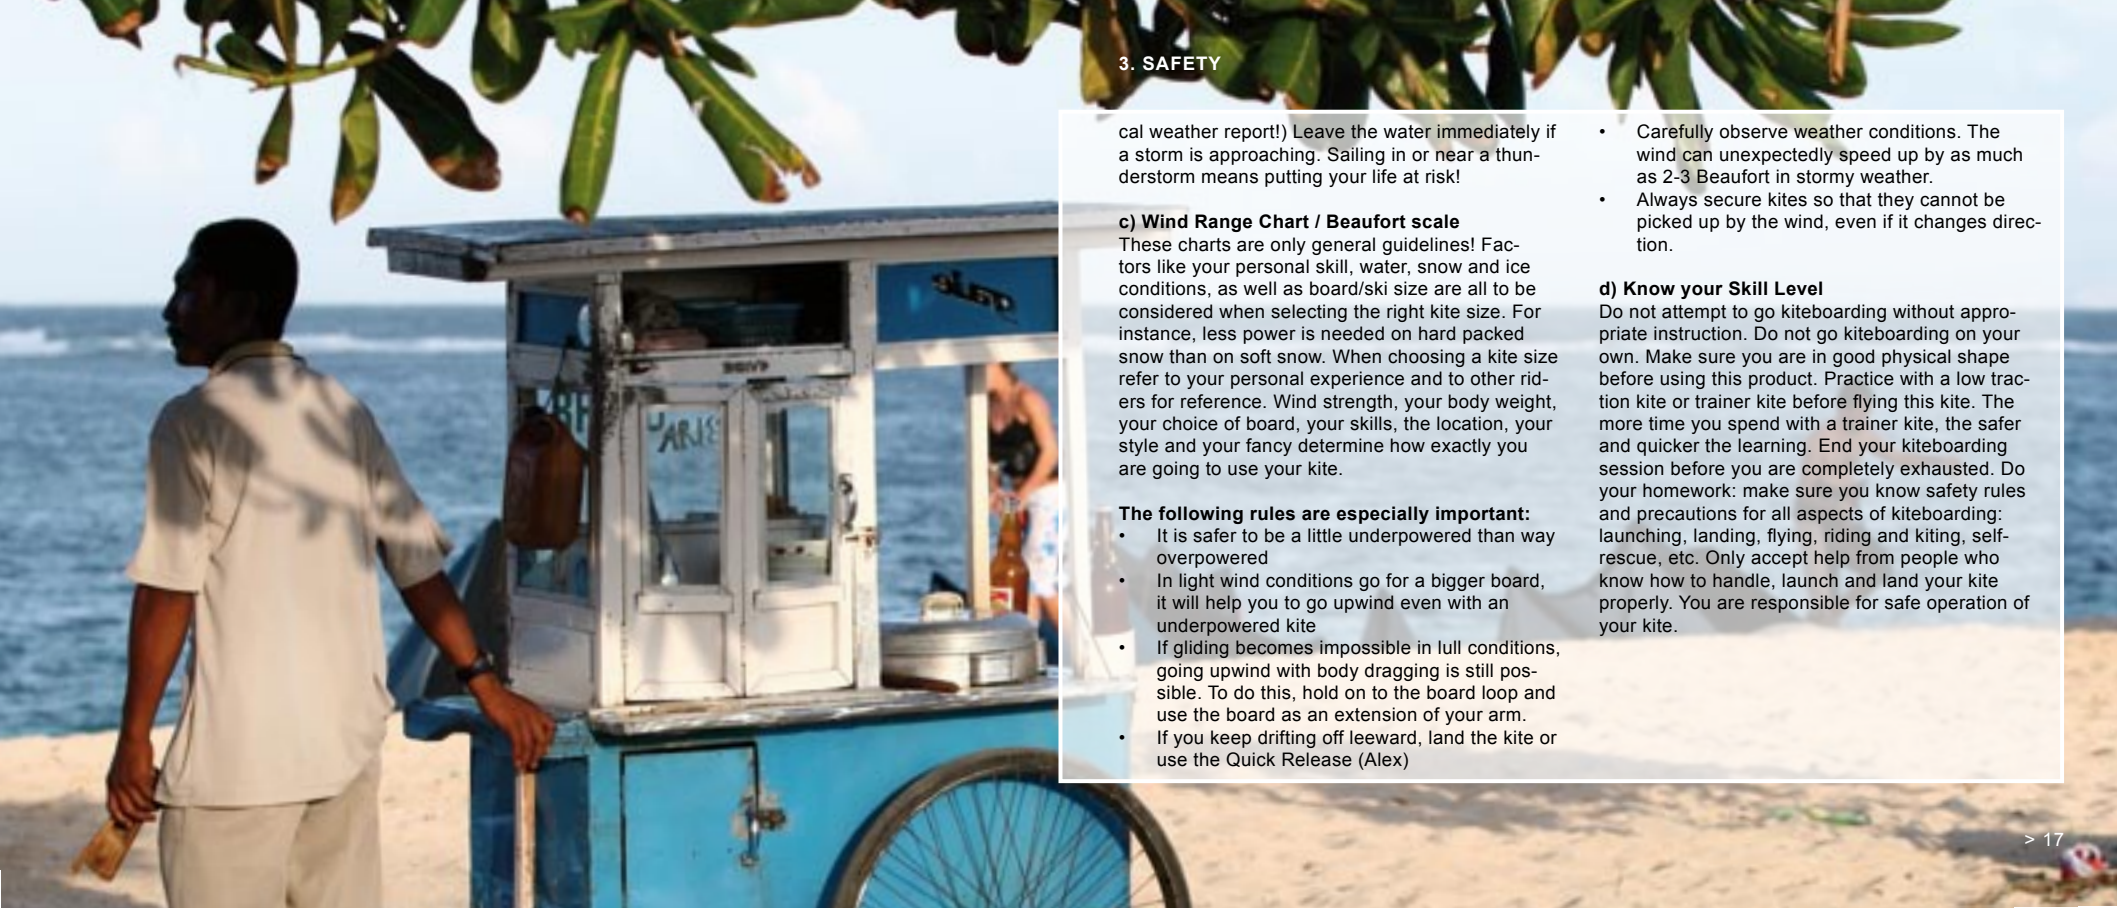 3. SAFETY
cal weather report!) Leave the water immediately if
a storm is approaching. Sailing in or near a thun-
derstorm means putting your life at risk!
c) Wind Range Chart / Beaufort scale
These charts are only general guidelines! Fac-
tors like your personal skill, water, snow and ice
conditions, as well as board/ski size are all to be
considered when selecting the right kite size. For
instance, less power is needed on hard packed
snow than on soft snow. When choosing a kite size
refer to your personal experience and to other rid-
ers for reference. Wind strength, your body weight,
your choice of board, your skills, the location, your
style and your fancy determine how exactly you
are going to use your kite.
The following rules are especially important:
• It is safer to be a little underpowered than way
overpowered
• In light wind conditions go for a bigger board,
it will help you to go upwind even with an
underpowered kite
• If gliding becomes impossible in lull conditions,
going upwind with body dragging is still pos-
sible. To do this, hold on to the board loop and
use the board as an extension of your arm.
• If you keep drifting off leeward, land the kite or
use the Quick Release (Alex)
• Carefully observe weather conditions. The
wind can unexpectedly speed up by as much
as 2-3 Beaufort in stormy weather.
• Always secure kites so that they cannot be
picked up by the wind, even if it changes direc-
tion.
d) Know your Skill Level
Do not attempt to go kiteboarding without appro-
priate instruction. Do not go kiteboarding on your
own. Make sure you are in good physical shape
before using this product. Practice with a low trac-
tion kite or trainer kite before flying this kite. The
more time you spend with a trainer kite, the safer
and quicker the learning. End your kiteboarding
session before you are completely exhausted. Do
your homework: make sure you know safety rules
and precautions for all aspects of kiteboarding:
launching, landing, flying, riding and kiting, self-
rescue, etc. Only accept help from people who
know how to handle, launch and land your kite
properly. You are responsible for safe operation of
your kite.
> 17